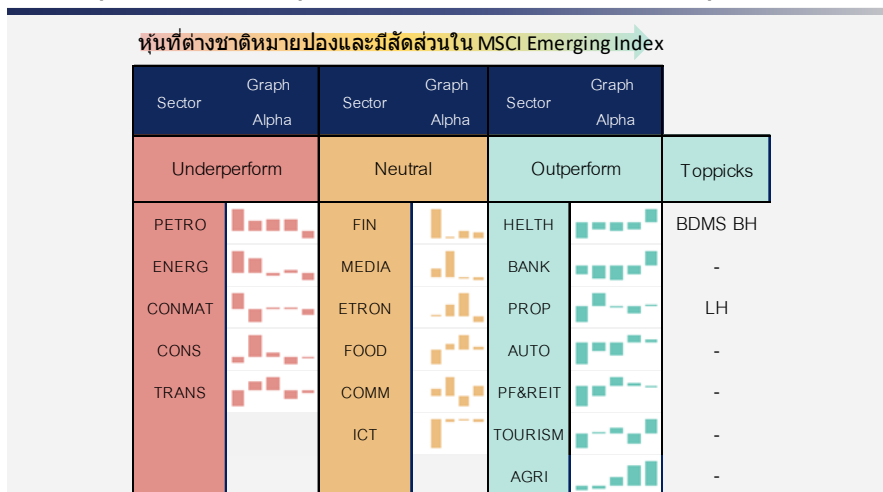 หุ้นที่ต่างชาติหมายปองและมีสัดส่วนใน MSCI Emerging Index
Sector Graph Alpha Sector Graph Alpha Sector Graph Alpha
Underperform Neutral Outperform Toppicks
PETRO FIN HELTH BDMS BH
ENERG MEDIA BANK -
CONMAT ETRON PROP LH
CONS FOOD AUTO -
TRANS COMM PF&REIT -
ICT TOURISM -
AGRI -